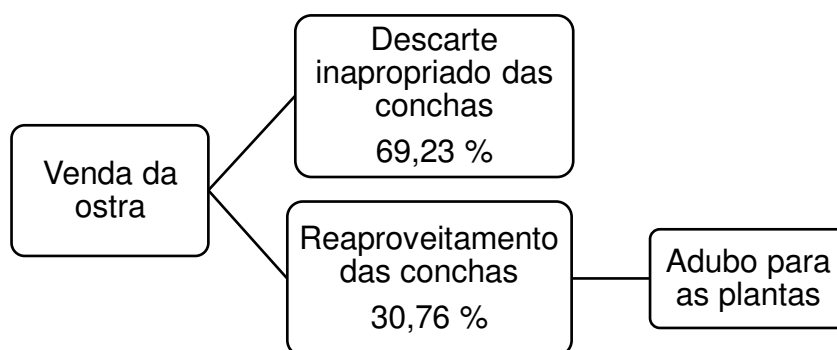 Venda da
ostra
Descarte
inapropriado das
conchas
69,23 %
Reaproveitamento
das conchas
30,76 %
Adubo para
as plantas